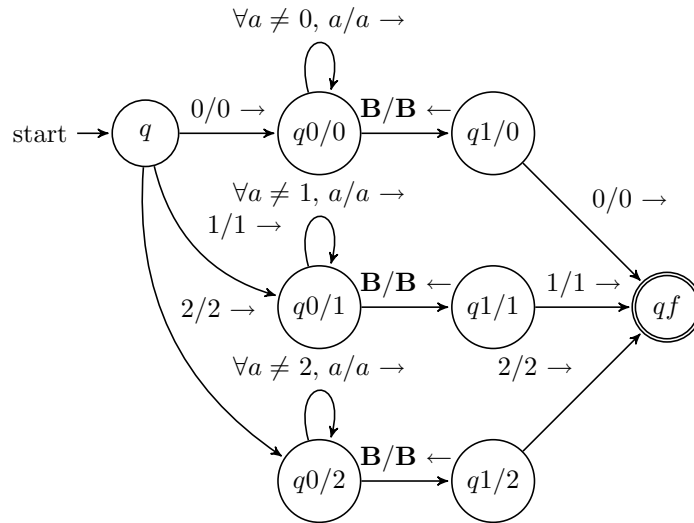 ∀a ≠ 0, a/a →
start q 0/0 → q0/0 B/B ← q1/0
0/0 →
∀a ≠ 1, a/a →
1/1 →
q0/1 B/B ← q1/1 1/1 → qf
2/2 →
∀a ≠ 2, a/a →
2/2 →
q0/2 B/B ← q1/2